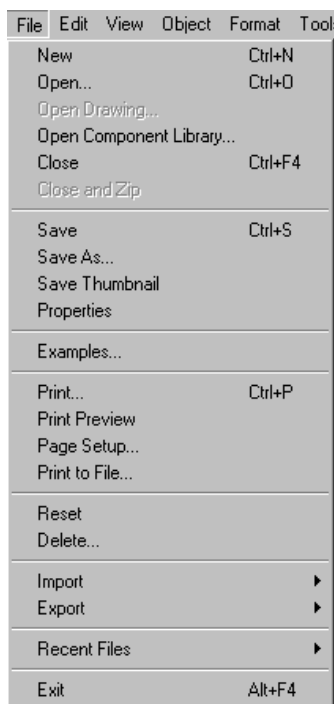 File Edit View Object Format Tool
New Ctrl+N
Open... Ctrl+O
Open Drawing...
Open Component Library...
Close Ctrl+F4
Close and Zip
Save Ctrl+S
Save As...
Save Thumbnail
Properties
Examples...
Print... Ctrl+P
Print Preview
Page Setup...
Print to File...
Reset
Delete...
Import
Export
Recent Files
Exit Alt+F4